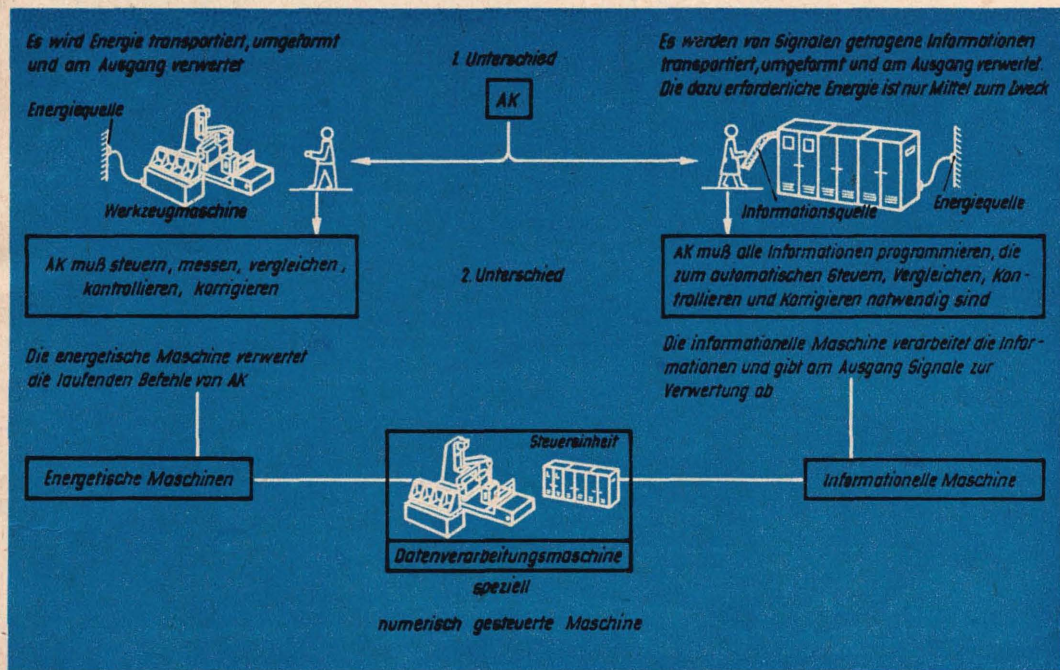 Es wird Energie transportiert, umgeformt
und am Ausgang verwertet
Energiequelle
Werkzeugmaschine
1. Unterschied
AK
Es werden von Signalen getragene Informationen
transportiert, umgeformt und am Ausgang verwertet.
Die dazu erforderliche Energie ist nur Mittel zum Zweck
Informationsquelle
Energiequelle
AK muß steuern, messen, vergleichen,
kontrollieren, korrigieren
2. Unterschied
AK muß alle Informationen programmieren, die
zum automatischen Steuern, Vergleichen, Kon-
trollieren und Korrigieren notwendig sind
Die energetische Maschine verwertet
die laufenden Befehle von AK
Die informationelle Maschine verarbeitet die Infor-
mationen und gibt am Ausgang Signale zur
Verwertung ab
Energetische Maschinen
Steuereinheit
Datenverarbeitungsmaschine
Informationelle Maschine
speziell
numerisch gesteuerte Maschine